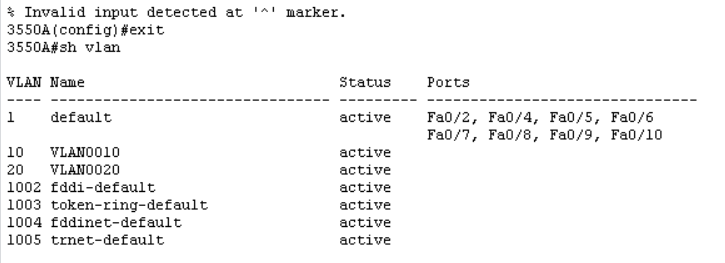 % Invalid input detected at '^' marker.
3550A(config)#exit
3550A#sh vlan
VLAN Name                             Status    Ports
---- -------------------------------- --------- -------------------------------
1    default                          active    Fa0/2, Fa0/4, Fa0/5, Fa0/6
                                                Fa0/7, Fa0/8, Fa0/9, Fa0/10
10   VLAN0010                         active
20   VLAN0020                         active
1002 fddi-default                     active
1003 token-ring-default               active
1004 fddinet-default                  active
1005 trnet-default                    active